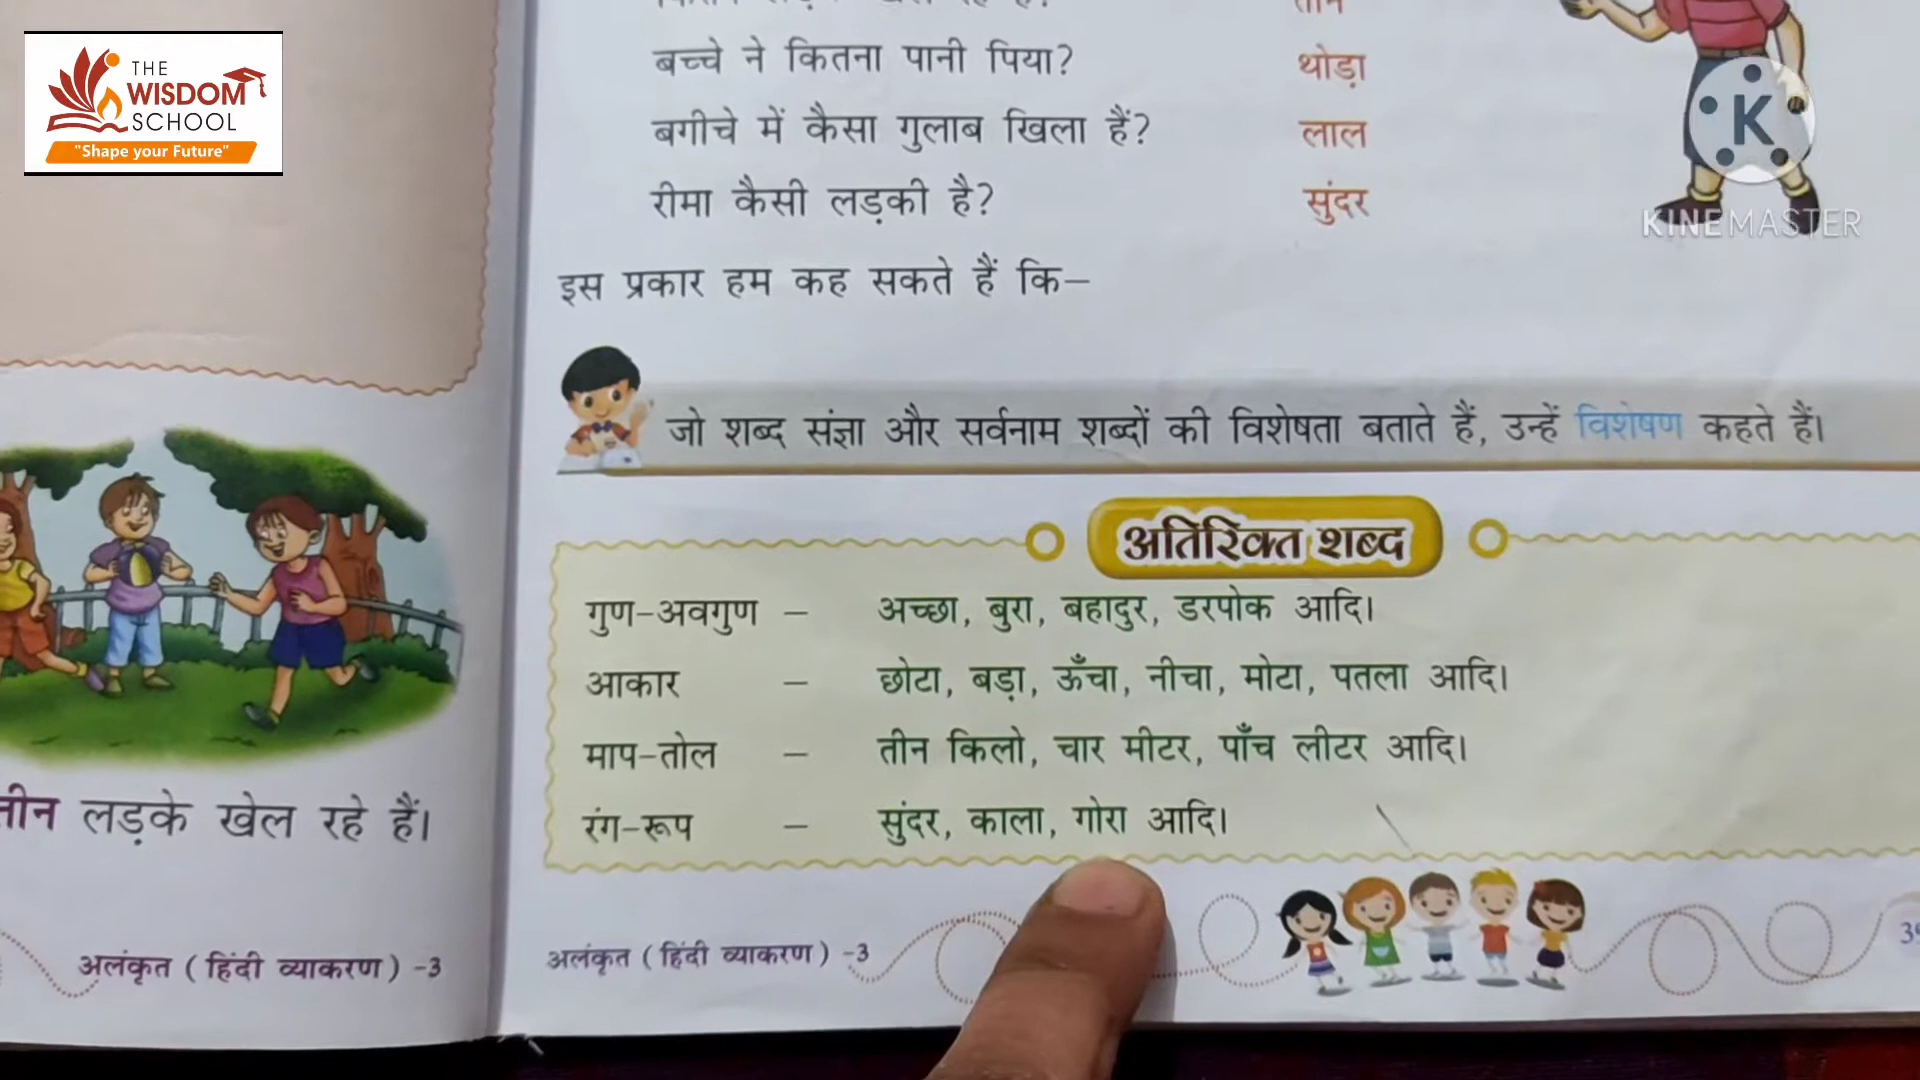 THE
WISDOM
SCHOOL
"Shape your Future"
तीन
बच्चे ने कितना पानी पिया? थोड़ा
बगीचे में कैसा गुलाब खिला हैं? लाल
रीमा कैसी लड़की है? सुंदर
K
KINEMASTER
इस प्रकार हम कह सकते हैं कि–
जो शब्द संज्ञा और सर्वनाम शब्दों की विशेषता बताते हैं, उन्हें विशेषण कहते हैं।
अतिरिक्त शब्द
गुण-अवगुण – अच्छा, बुरा, बहादुर, डरपोक आदि।
आकार – छोटा, बड़ा, ऊँचा, नीचा, मोटा, पतला आदि।
माप-तोल – तीन किलो, चार मीटर, पाँच लीटर आदि।
रंग-रूप – सुंदर, काला, गोरा आदि।
तीन लड़के खेल रहे हैं।
अलंकृत (हिंदी व्याकरण) -3
अलंकृत (हिंदी व्याकरण) -3